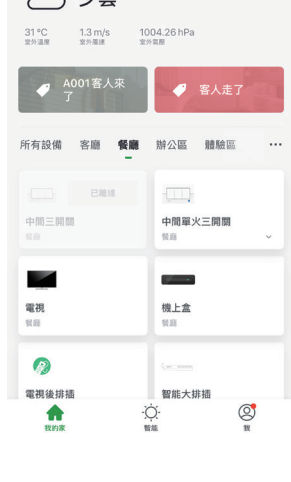 多雲
31 °C
1.3 m/s
1004.26 hPa
室外溫度
室外風速
室外氣壓
A001客人來
了
客人走了
所有設備
客廳
餐廳
辦公區
體驗區
已離線
中間三開關
餐廳
中間單火三開關
餐廳
電視
餐廳
機上盒
餐廳
電視後排插
智能大排插
我的家
智能
我